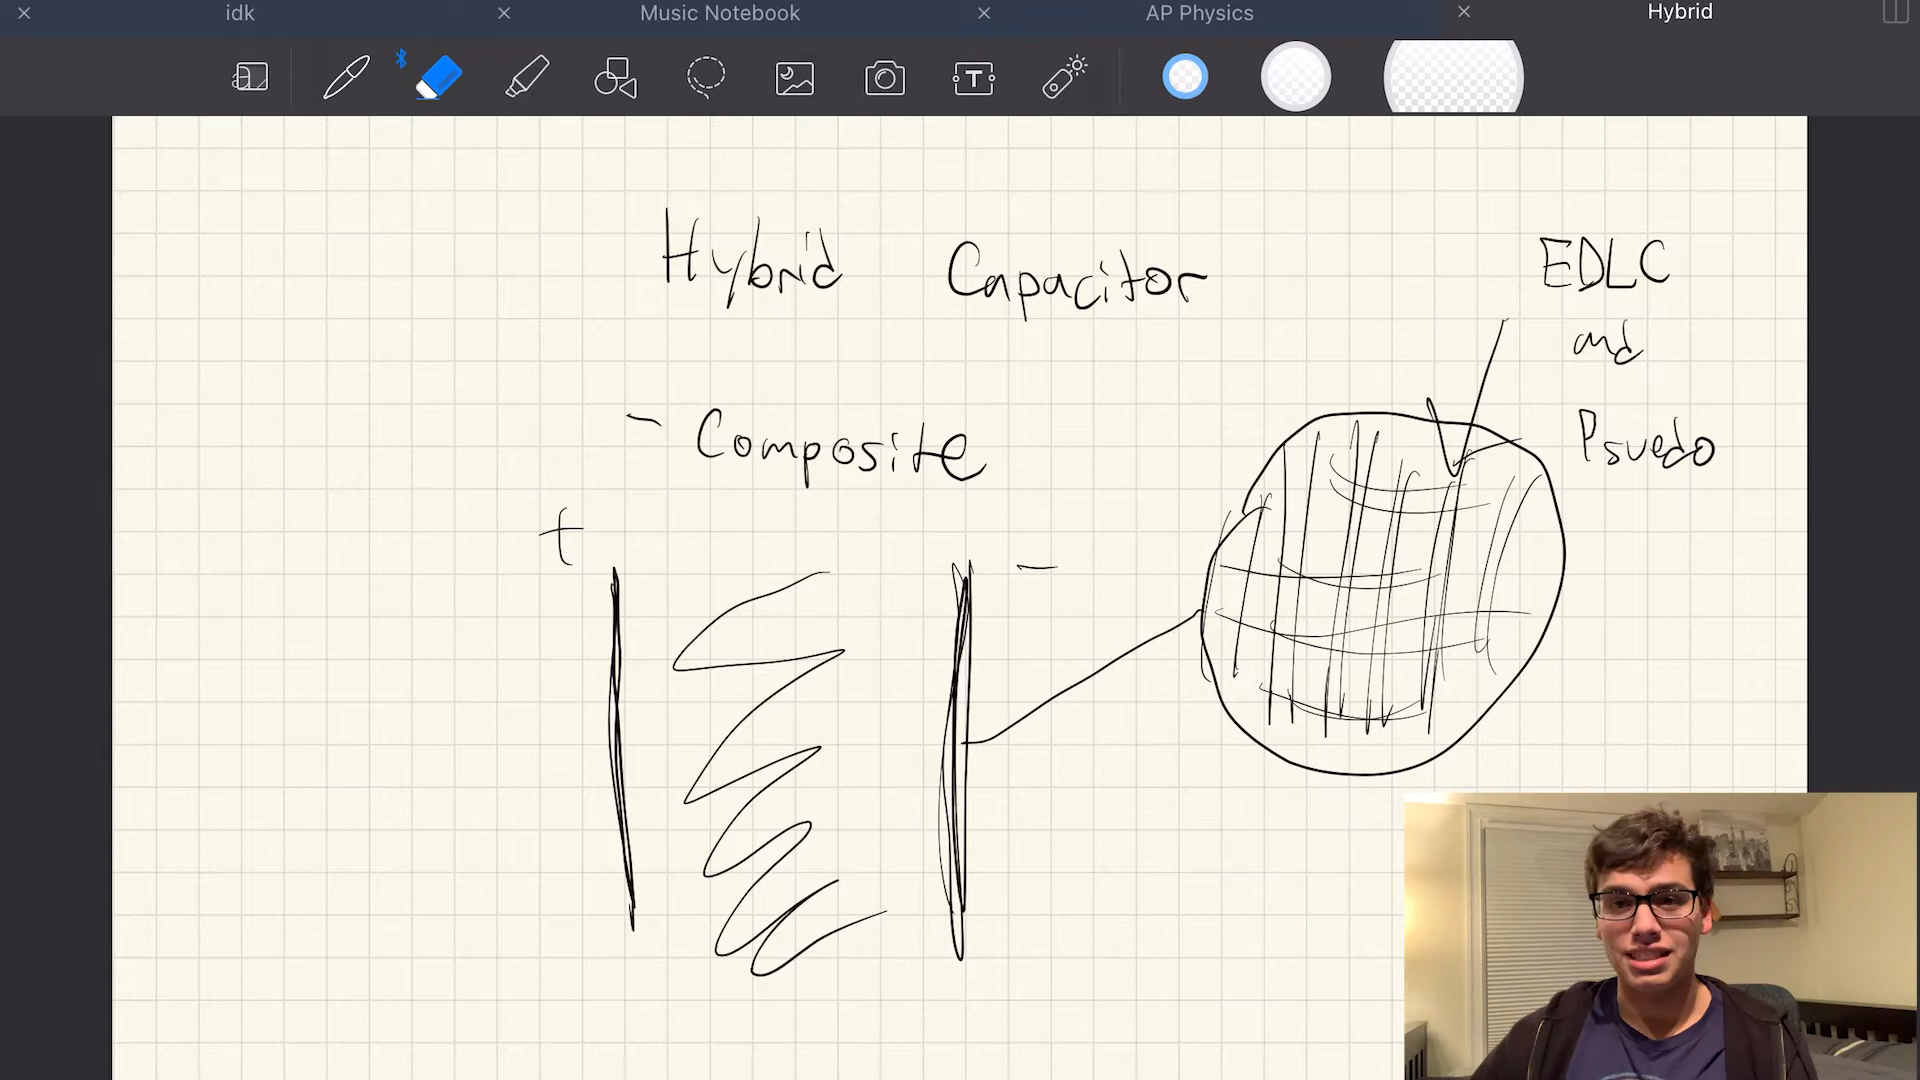 idk
Music Notebook
AP Physics
Hybrid
T
Hybrid Capacitor
EDLC
and
Psuedo
- Composite
+
-